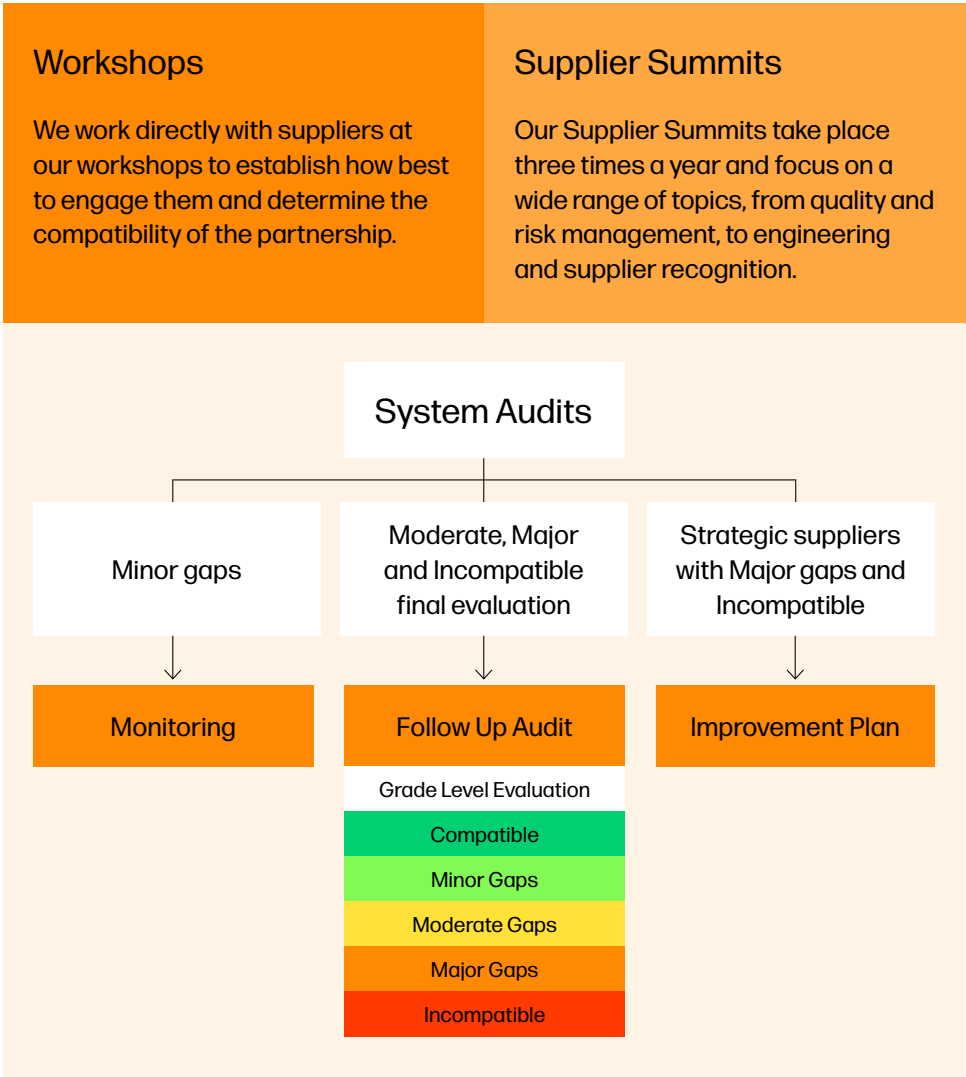 Workshops
We work directly with suppliers at
our workshops to establish how best
to engage them and determine the
compatibility of the partnership.
Supplier Summits
Our Supplier Summits take place
three times a year and focus on a
wide range of topics, from quality and
risk management, to engineering
and supplier recognition.
System Audits
Minor gaps
Moderate, Major
and Incompatible
final evaluation
Strategic suppliers
with Major gaps and
Incompatible
Monitoring
Follow Up Audit
Improvement Plan
Grade Level Evaluation
Compatible
Minor Gaps
Moderate Gaps
Major Gaps
Incompatible